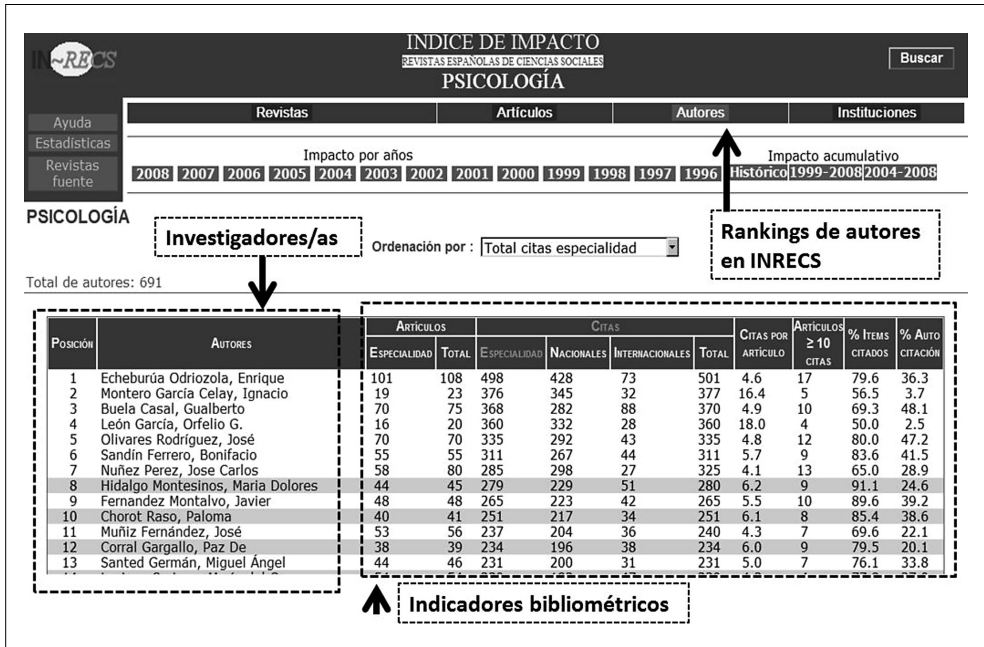 IN~RECS
INDICE DE IMPACTO
REVISTAS ESPAÑOLAS DE CIENCIAS SOCIALES
PSICOLOGÍA
Buscar
Ayuda
Estadísticas
Revistas
fuente
Revistas Artículos Autores Instituciones
Impacto por años Impacto acumulativo
2008 2007 2006 2005 2004 2003 2002 2001 2000 1999 1998 1997 1996 Histórico 1999-2008 2004-2008
PSICOLOGÍA
Investigadores/as
Ordenación por : Total citas especialidad
Rankings de autores
en INRECS
Total de autores: 691
POSICIÓN AUTORES ARTÍCULOS CITAS CITAS POR ARTÍCULO ARTÍCULOS ≥ 10 CITAS % ITEMS CITADOS % AUTO CITACIÓN
ESPECIALIDAD TOTAL ESPECIALIDAD NACIONALES INTERNACIONALES TOTAL
1 Echeburúa Odriozola, Enrique 101 108 498 428 73 501 4.6 17 79.6 36.3
2 Montero García Celay, Ignacio 19 23 376 345 32 377 16.4 5 56.5 3.7
3 Buela Casal, Gualberto 70 75 368 282 88 370 4.9 10 69.3 48.1
4 León García, Orfelio G. 16 20 360 332 28 360 18.0 4 50.0 2.5
5 Olivares Rodríguez, José 70 70 335 292 43 335 4.8 12 80.0 47.2
6 Sandín Ferrero, Bonifacio 55 55 311 267 44 311 5.7 9 83.6 41.5
7 Nuñez Perez, Jose Carlos 58 80 285 298 27 325 4.1 13 65.0 28.9
8 Hidalgo Montesinos, Maria Dolores 44 45 279 229 51 280 6.2 9 91.1 24.6
9 Fernandez Montalvo, Javier 48 48 265 223 42 265 5.5 10 89.6 39.2
10 Chorot Raso, Paloma 40 41 251 217 34 251 6.1 8 85.4 38.6
11 Muñiz Fernández, José 53 56 237 204 36 240 4.3 7 69.6 22.1
12 Corral Gargallo, Paz De 38 39 234 196 38 234 6.0 9 79.5 20.1
13 Santed Germán, Miguel Ángel 44 46 231 200 31 231 5.0 7 76.1 33.8
Indicadores bibliométricos